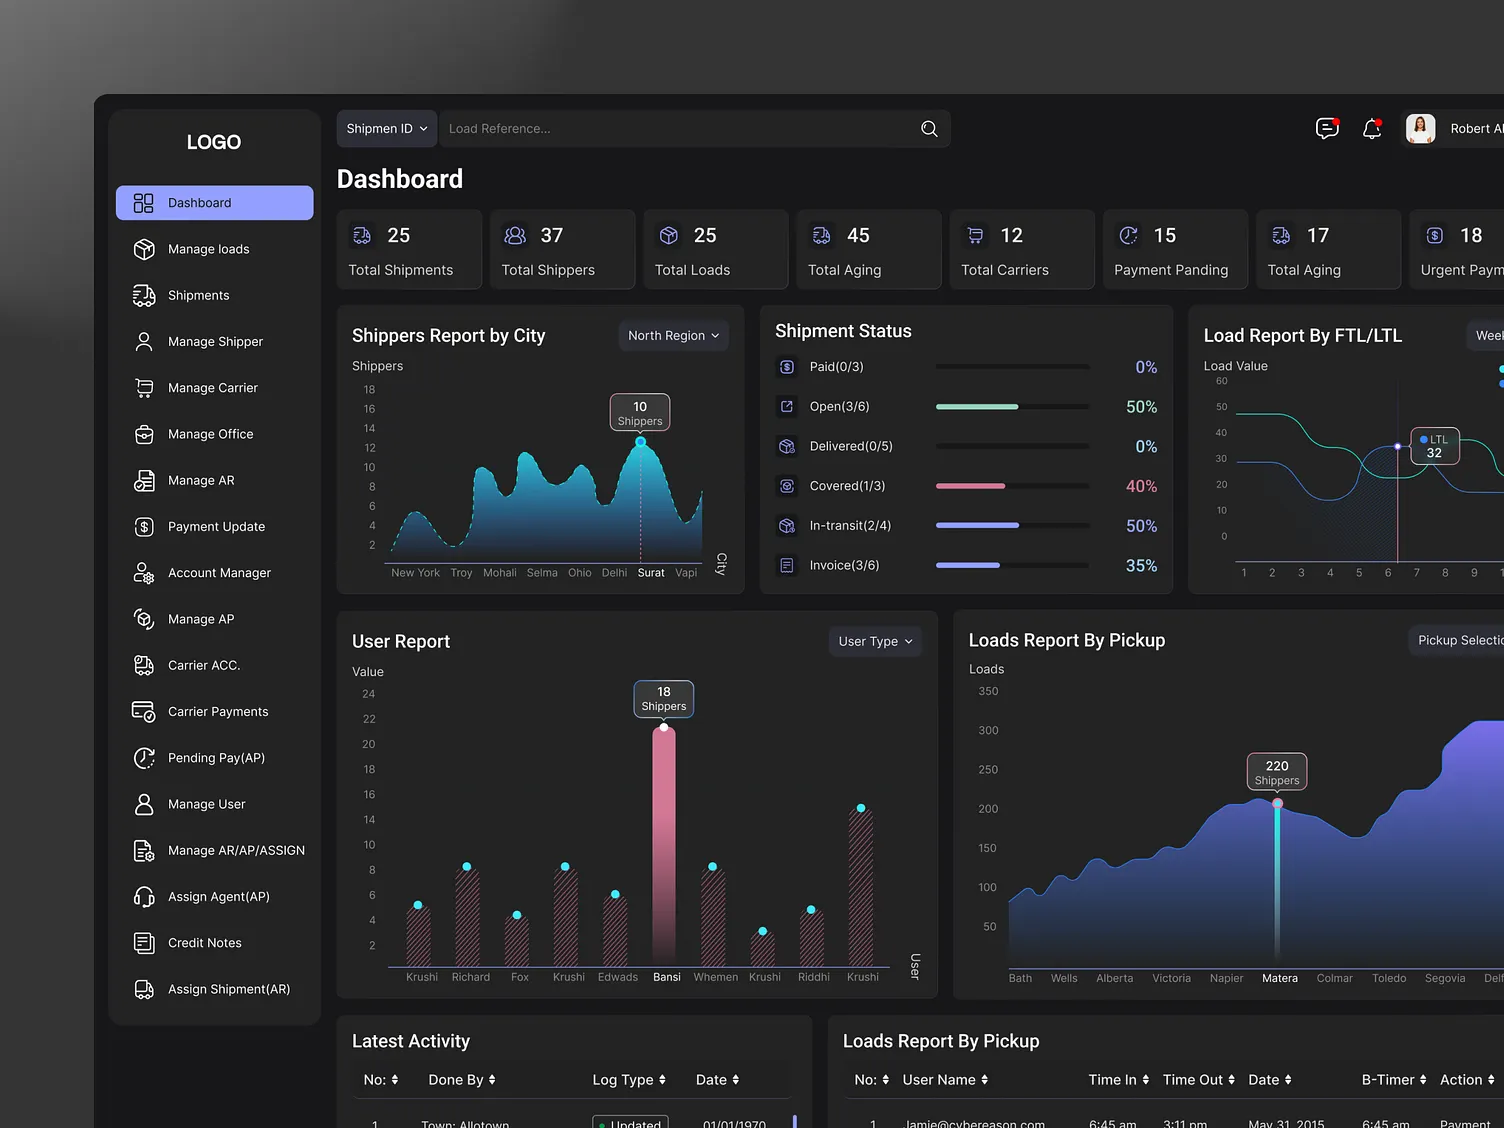 LOGO
Dashboard
Manage loads
Shipments
Manage Shipper
Manage Carrier
Manage Office
Manage AR
Payment Update
Account Manager
Manage AP
Carrier ACC.
Carrier Payments
Pending Pay(AP)
Manage User
Manage AR/AP/ASSIGN
Assign Agent(AP)
Credit Notes
Assign Shipment(AR)
Shipmen ID
Load Reference...
Robert Al
Dashboard
25
Total Shipments
37
Total Shippers
25
Total Loads
45
Total Aging
12
Total Carriers
15
Payment Panding
17
Total Aging
18
Urgent Paym
Shippers Report by City
North Region
Shippers
18
16
14
12
10
8
6
4
2
10
Shippers
New York Troy Mohali Selma Ohio Delhi Surat Vapi
City
Shipment Status
Paid(0/3) 0%
Open(3/6) 50%
Delivered(0/5) 0%
Covered(1/3) 40%
In-transit(2/4) 50%
Invoice(3/6) 35%
Load Report By FTL/LTL
Week
Load Value
60
50
40
30
20
10
0
LTL
32
1 2 3 4 5 6 7 8 9 1
User Report
User Type
Value
24
22
20
18
16
14
10
8
6
4
2
18
Shippers
Krushi Richard Fox Krushi Edwads Bansi Whemen Krushi Riddhi Krushi
User
Loads Report By Pickup
Pickup Selectio
Loads
350
300
250
200
150
100
50
220
Shippers
Bath Wells Alberta Victoria Napier Matera Colmar Toledo Segovia Delf
Latest Activity
No: Done By Log Type Date
1 Town: Allotown Updated 01/01/1970
Loads Report By Pickup
No: User Name Time In Time Out Date B-Timer Action
1 Jamie@cybereason.com 6:45 am 3:11 pm May 31, 2015 6:45 am Payment